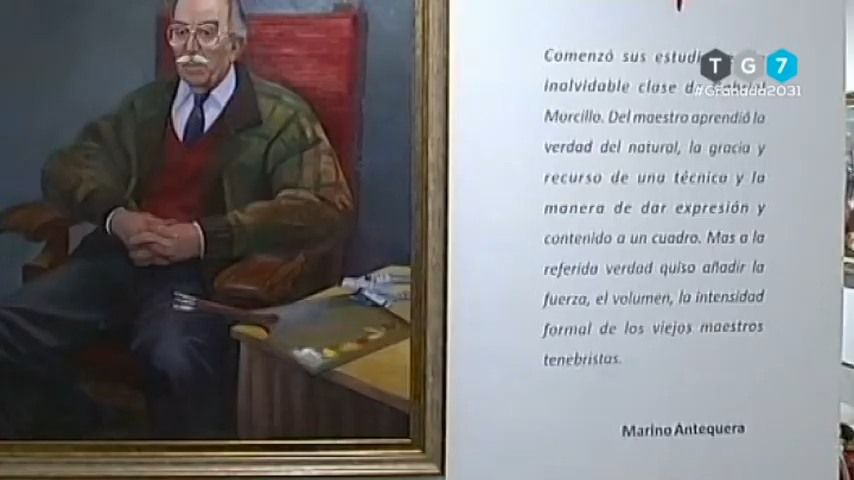 Comenzó sus
inolvidable clase
Morcillo. Del maestro aprendió la
verdad del natural, la gracia y
recurso de una técnica y la
manera de dar expresión y
contenido a un cuadro. Mas a la
referida verdad quiso añadir la
fuerza, el volumen, la intensidad
formal de los viejos maestros
tenebristas.
Marino Antequera
TG7
#Granada2031